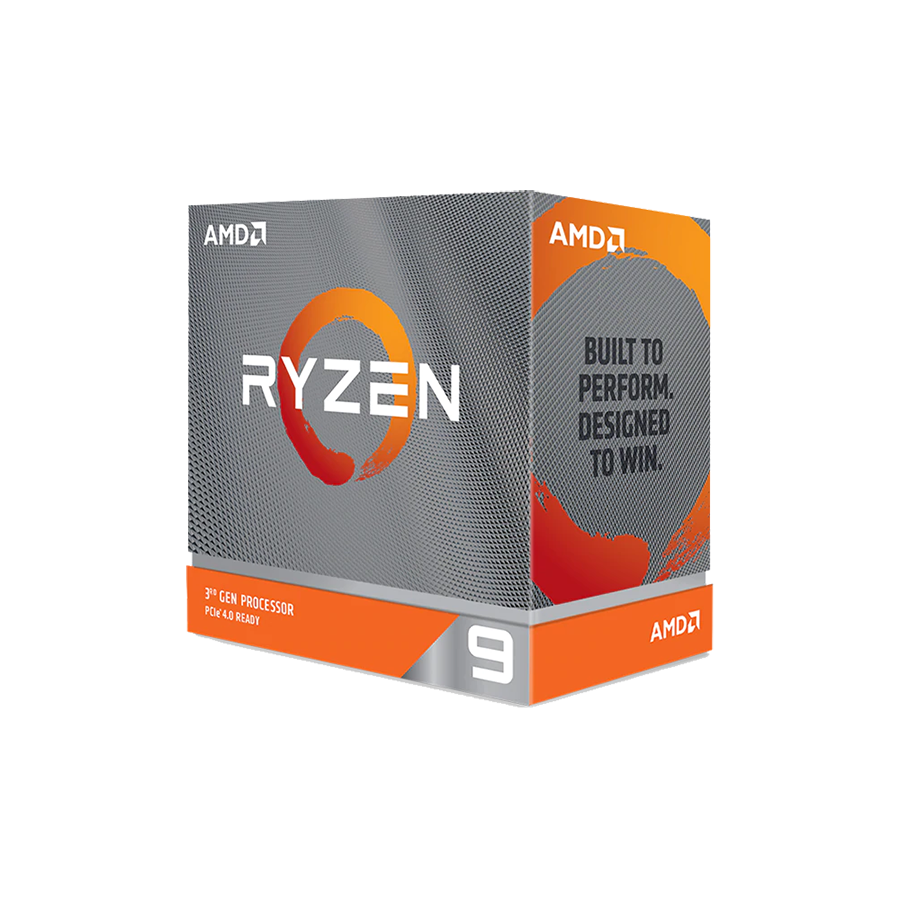 AMD
RYZEN
3RD GEN PROCESSOR
PCIe® 4.0 READY
9
AMD
BUILT TO
PERFORM.
DESIGNED
TO WIN.
AMD